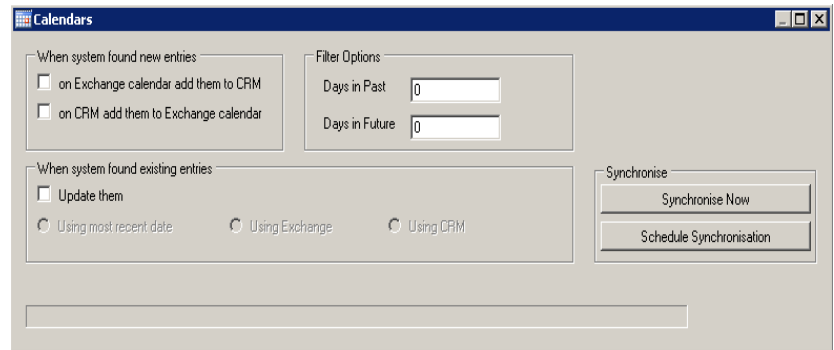 Calendars
When system found new entries
on Exchange calendar add them to CRM
on CRM add them to Exchange calendar
Filter Options
Days in Past 0
Days in Future 0
When system found existing entries
Update them
Using most recent date Using Exchange Using CRM
Synchronise
Synchronise Now
Schedule Synchronisation